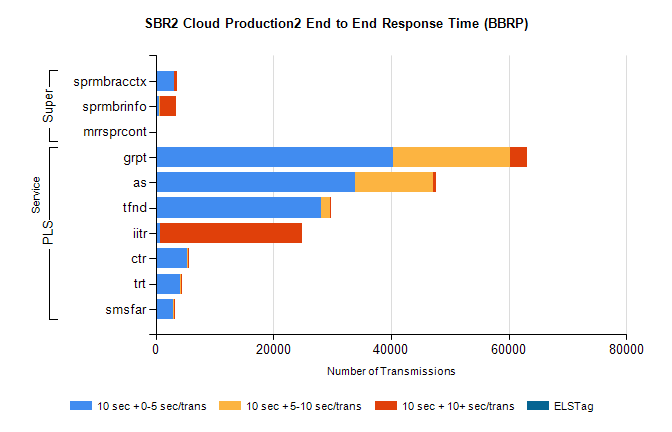 SBR2 Cloud Production2 End to End Response Time (BBRP)
Super
sprmbracctx
sprmbrinfo
mrrsprcont
Service
PLS
grpt
as
tfnd
iitr
ctr
trt
smsfar
0 20000 40000 60000 80000
Number of Transmissions
10 sec +0-5 sec/trans 10 sec +5-10 sec/trans 10 sec + 10+ sec/trans ELSTag